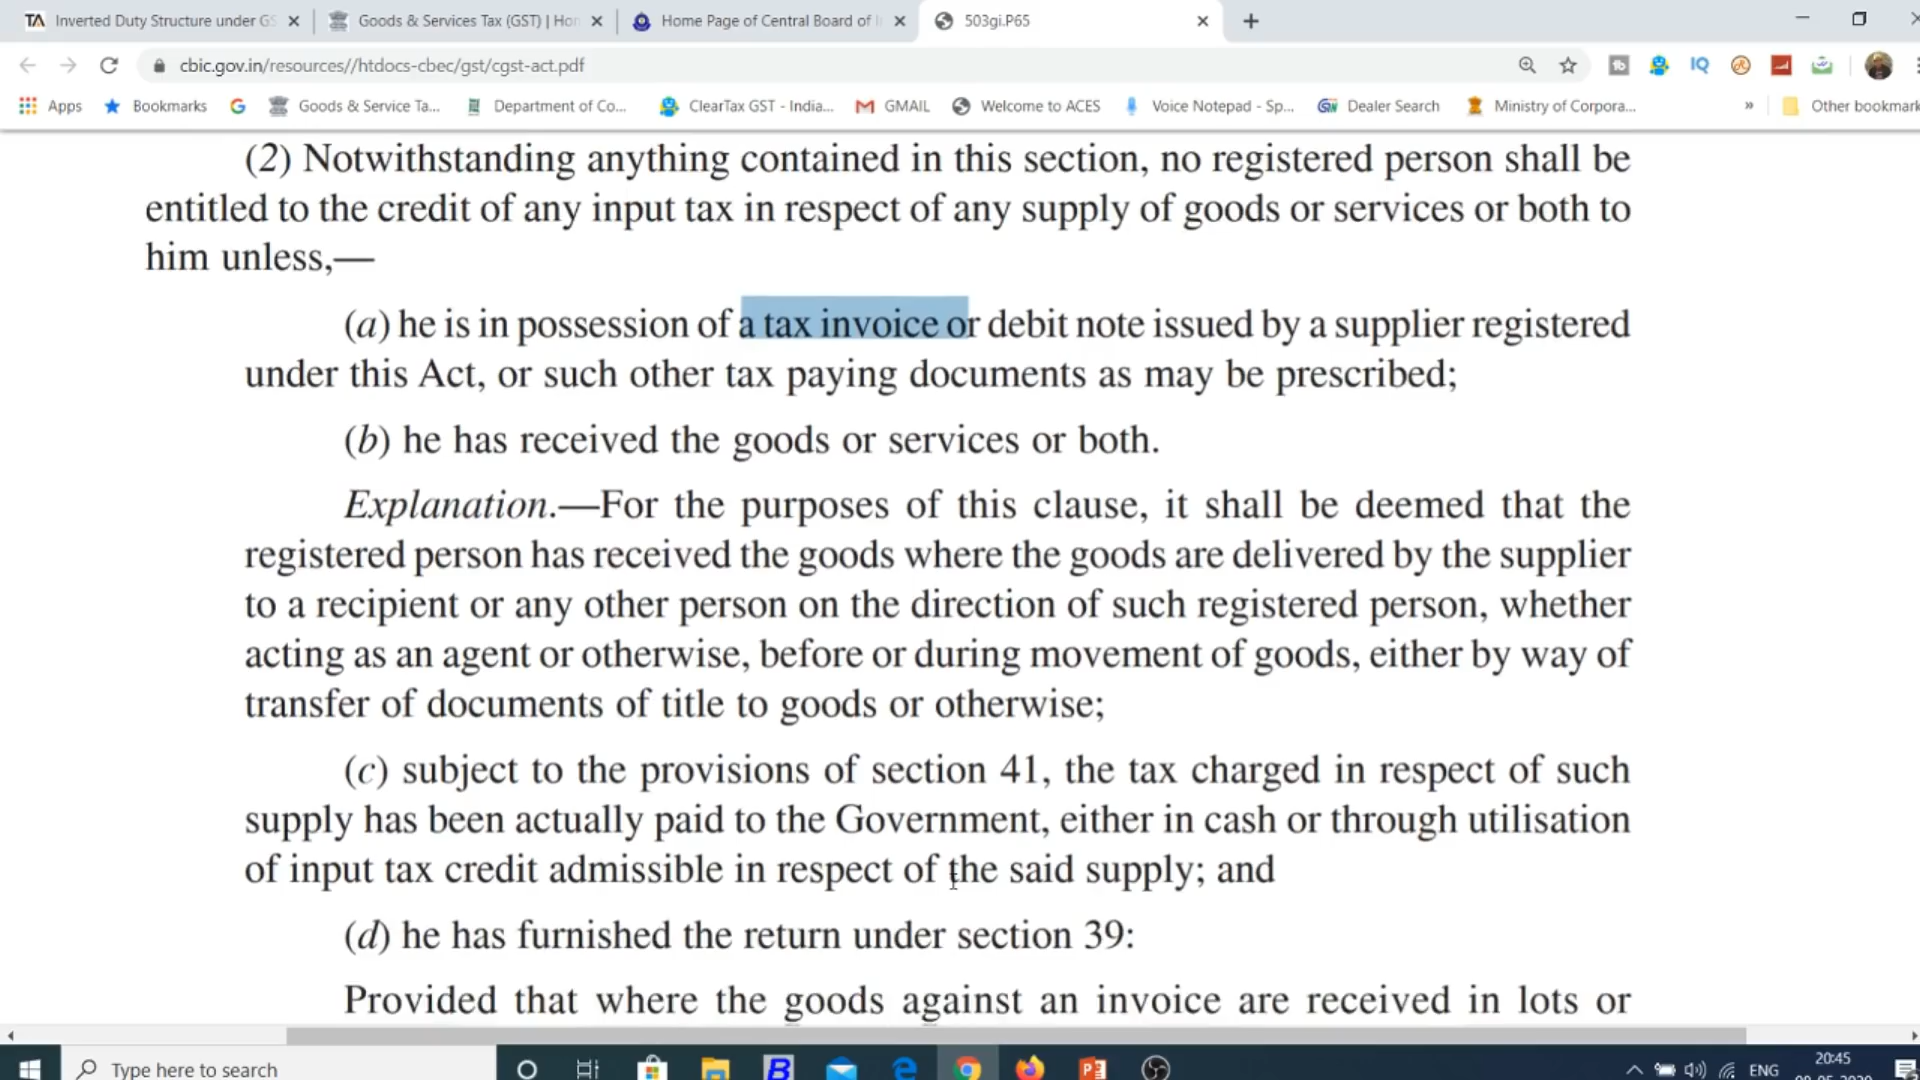 Inverted Duty Structure under GS
Goods & Services Tax (GST) | Hom
Home Page of Central Board of I
503gi.P65
cbic.gov.in/resources//htdocs-cbec/gst/cgst-act.pdf
Apps
Bookmarks
Goods & Service Ta...
Department of Co...
ClearTax GST - India...
GMAIL
Welcome to ACES
Voice Notepad - Sp...
Dealer Search
Ministry of Corpora...
»
Other bookmark
(2) Notwithstanding anything contained in this section, no registered person shall be
entitled to the credit of any input tax in respect of any supply of goods or services or both to
him unless,—
(a) he is in possession of a tax invoice or debit note issued by a supplier registered
under this Act, or such other tax paying documents as may be prescribed;
(b) he has received the goods or services or both.
Explanation.—For the purposes of this clause, it shall be deemed that the
registered person has received the goods where the goods are delivered by the supplier
to a recipient or any other person on the direction of such registered person, whether
acting as an agent or otherwise, before or during movement of goods, either by way of
transfer of documents of title to goods or otherwise;
(c) subject to the provisions of section 41, the tax charged in respect of such
supply has been actually paid to the Government, either in cash or through utilisation
of input tax credit admissible in respect of the said supply; and
(d) he has furnished the return under section 39:
Provided that where the goods against an invoice are received in lots or
Type here to search
ENG
20:45